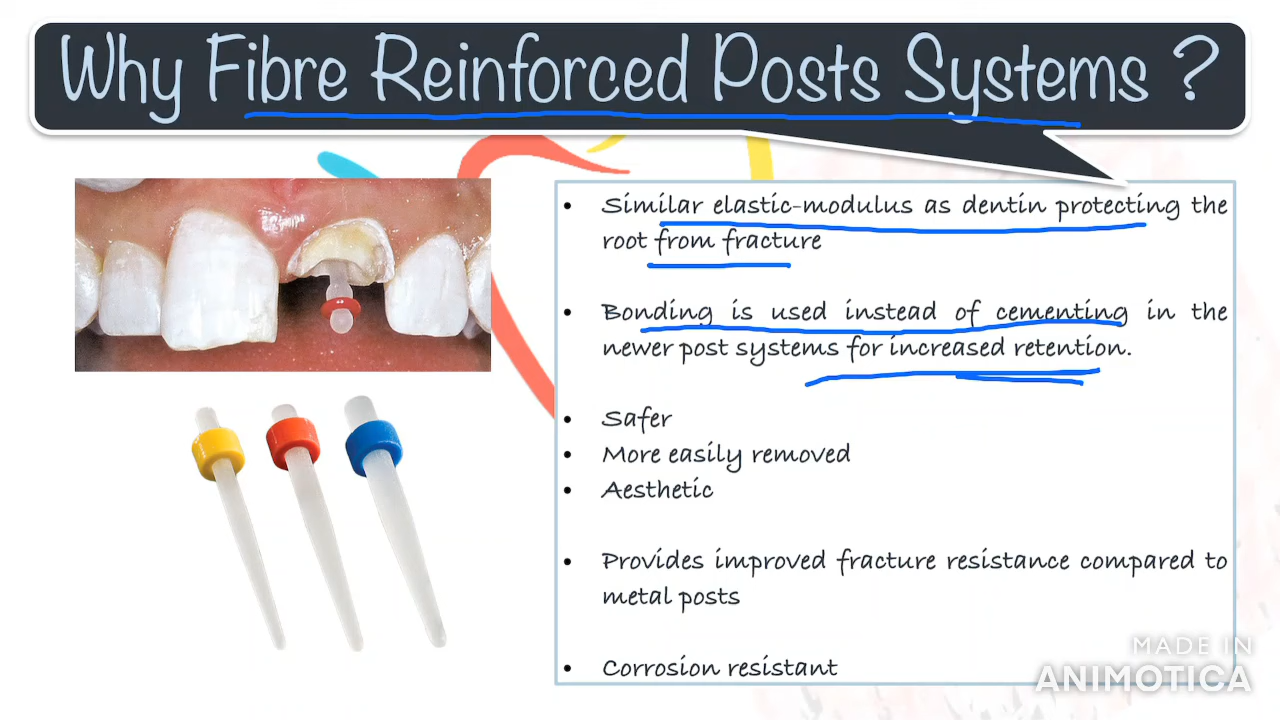 Why Fibre Reinforced Posts Systems ?
• Similar elastic-modulus as dentin protecting the
root from fracture
• Bonding is used instead of cementing in the
newer post systems for increased retention.
• Safer
• More easily removed
• Aesthetic
• Provides improved fracture resistance compared to
metal posts
• Corrosion resistant
MADE IN
ANIMOTICA